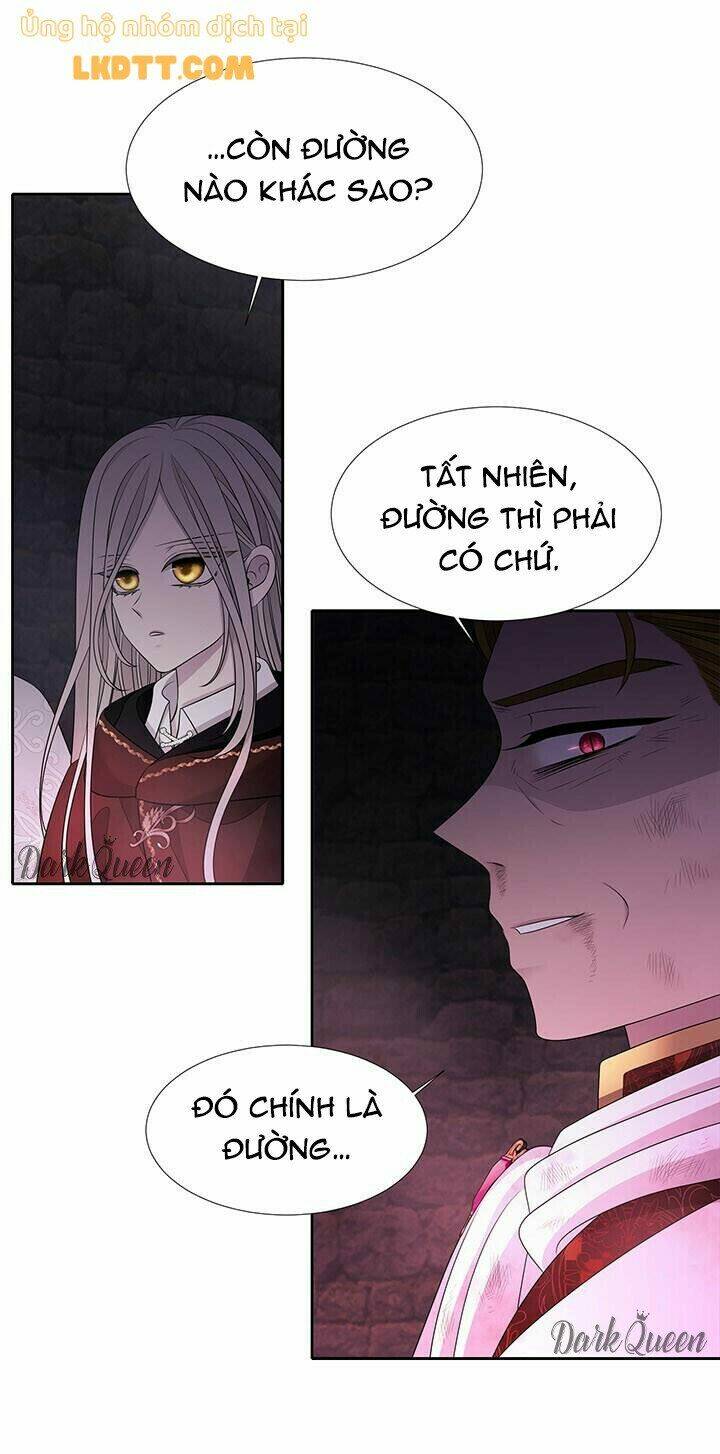 Ủng hộ nhóm dịch tại
LKDTT.COM
...CÒN ĐƯỜNG
NÀO KHÁC SAO?
TẤT NHIÊN,
ĐƯỜNG THÌ PHẢI
CÓ CHỨ.
DarkQueen
ĐÓ CHÍNH LÀ
ĐƯỜNG...
DarkQueen